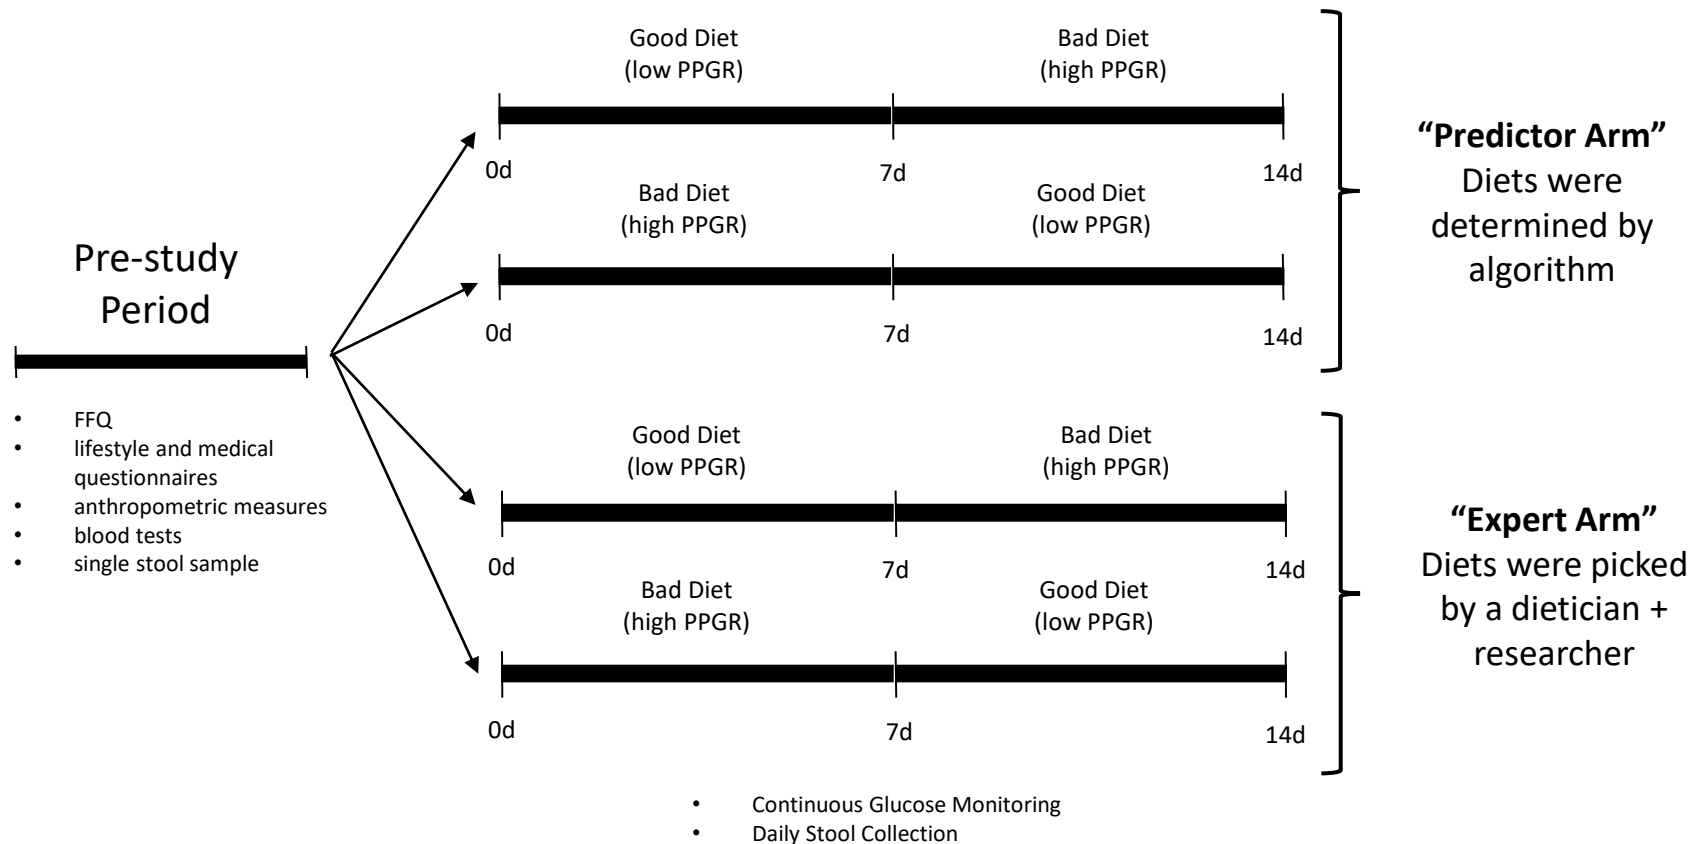 Pre-study
Period
• FFQ
• lifestyle and medical
questionnaires
• anthropometric measures
• blood tests
• single stool sample
Good Diet
(low PPGR)
Bad Diet
(high PPGR)
0d
7d
14d
Bad Diet
(high PPGR)
Good Diet
(low PPGR)
0d
7d
14d
“Predictor Arm”
Diets were
determined by
algorithm
Good Diet
(low PPGR)
Bad Diet
(high PPGR)
0d
7d
14d
Bad Diet
(high PPGR)
Good Diet
(low PPGR)
0d
7d
14d
“Expert Arm”
Diets were picked
by a dietician +
researcher
• Continuous Glucose Monitoring
• Daily Stool Collection